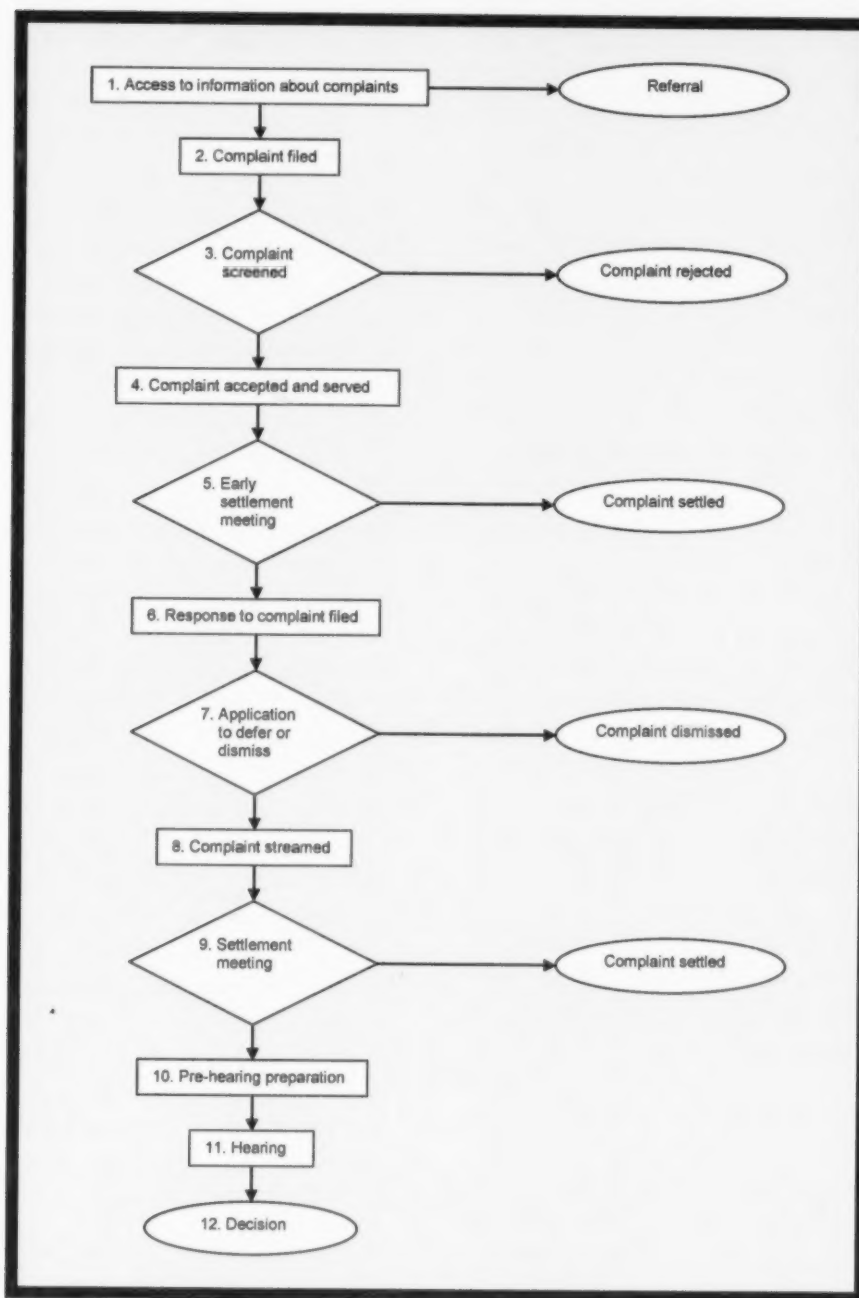 1. Access to information about complaints
Referral
2. Complaint filed
3. Complaint
screened
Complaint rejected
4. Complaint accepted and served
5. Early
settlement
meeting
Complaint settled
6. Response to complaint filed
7. Application
to defer or
dismiss
Complaint dismissed
8. Complaint streamed
9. Settlement
meeting
Complaint settled
10. Pre-hearing preparation
11. Hearing
12. Decision